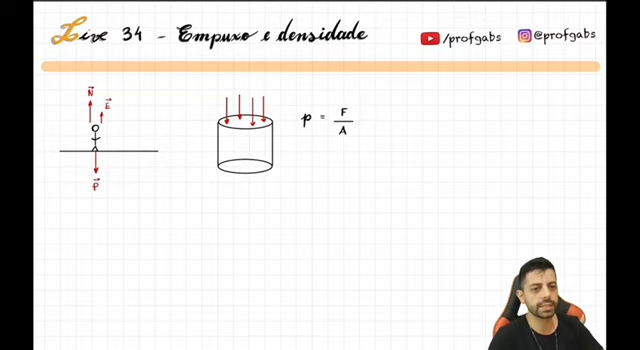 Live 34 - Empuxo e densidade
/profgabs
@profgabs
N
E
P
p = F
A